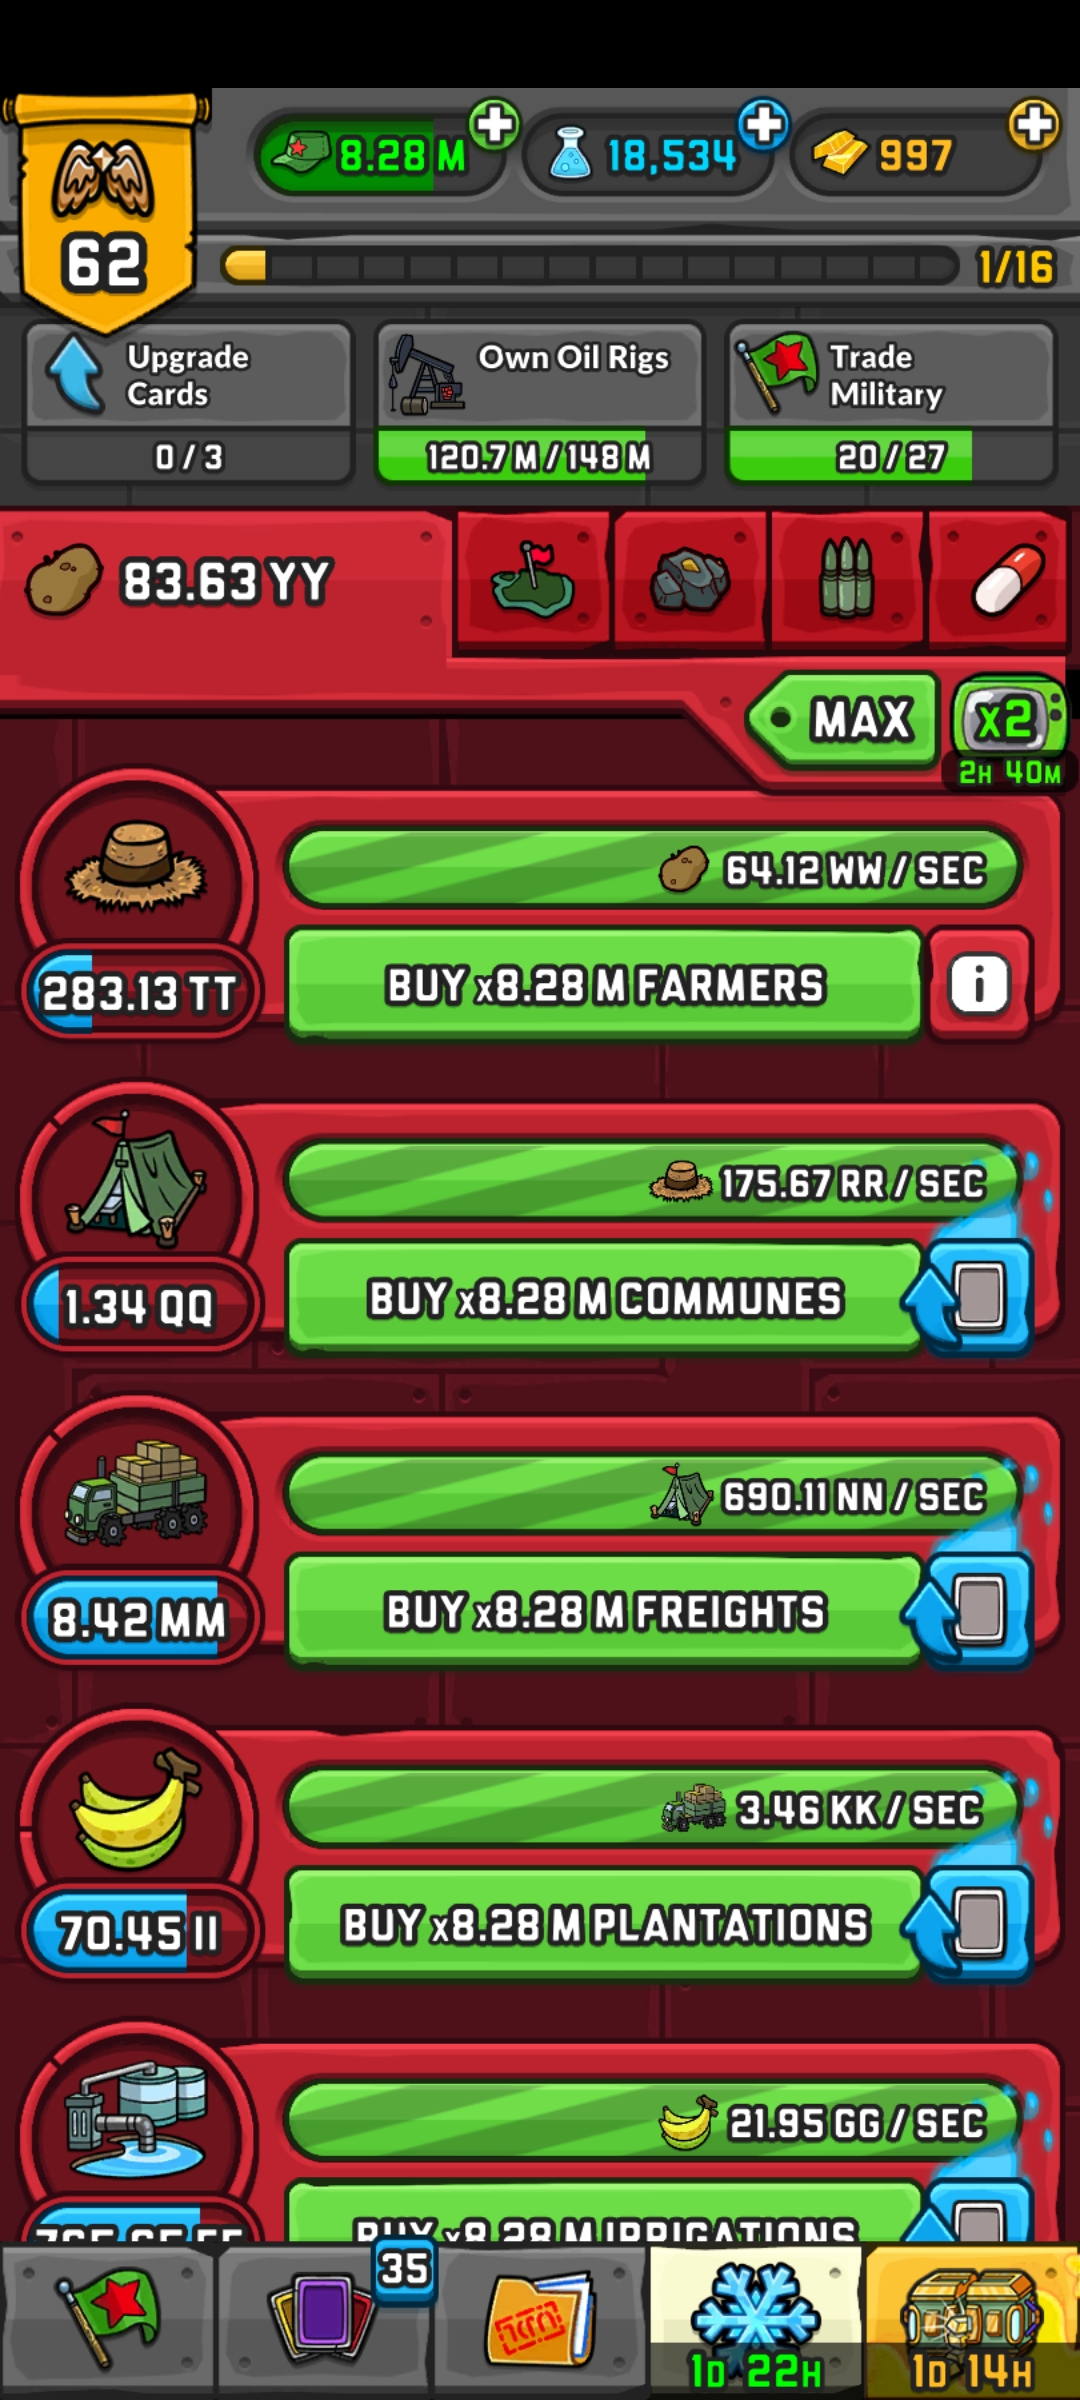 8.28 M
18,534
997
62
1/16
Upgrade
Cards
0 / 3
Own Oil Rigs
120.7 M / 148 M
Trade
Military
20 / 27
83.63 YY
MAX
x2
2H 40M
64.12 WW / SEC
283.13 TT
BUY x8.28 M FARMERS
i
175.67 RR / SEC
1.34 QQ
BUY x8.28 M COMMUNES
690.11 NN / SEC
8.42 MM
BUY x8.28 M FREIGHTS
3.46 KK / SEC
70.45 II
BUY x8.28 M PLANTATIONS
21.95 GG / SEC
BUY x8.28 M IRRIGATIONS
35
1D 22H
1D 14H